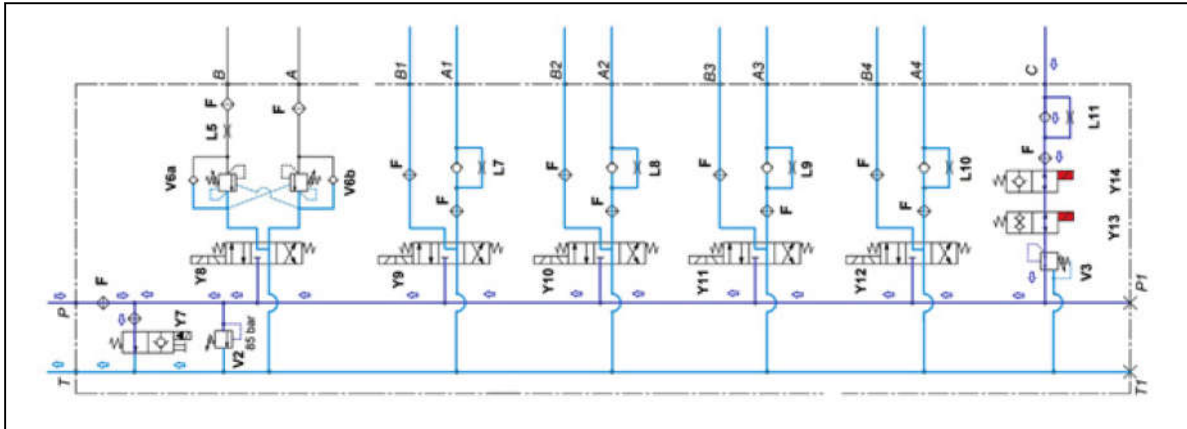 B
A
B1
A1
B2
A2
B3
A3
B4
A4
C
F
F
L5
V6a
V6b
F
L7
F
F
L8
F
F
L9
F
F
L10
F
L11
F
Y14
Y13
V3
Y8
Y9
Y10
Y11
Y12
P
F
Y7
V2
85 bar
P1
T
T1